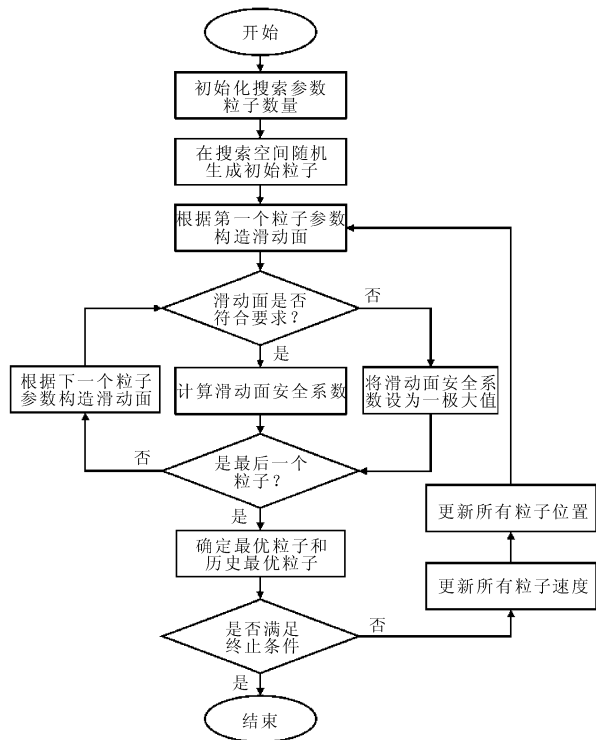 开始
初始化搜索参数
粒子数量
在搜索空间随机
生成初始粒子
根据第一个粒子参数
构造滑动面
滑动面是否
符合要求？
否
是
根据下一个粒子
参数构造滑动面
计算滑动面安全系数
将滑动面安全系
数设为一极大值
否
是最后一个
粒子？
是
更新所有粒子位置
确定最优粒子和
历史最优粒子
更新所有粒子速度
是否满足
终止条件
否
是
结束